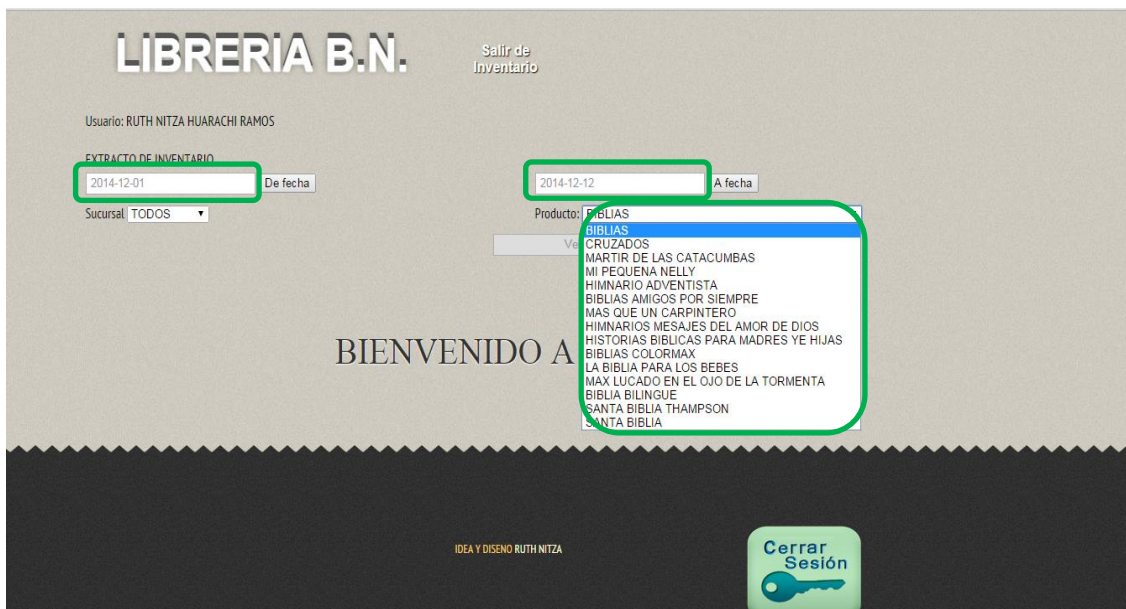 LIBRERIA B.N.
Salir de
Inventario
Usuario: RUTH NITZA HUARACHI RAMOS
EXTRACTO DE INVENTARIO
2014-12-01 De fecha 2014-12-12 A fecha
Sucursal TODOS Producto: BIBLIAS
BIBLIAS
CRUZADOS
MARTIR DE LAS CATACUMBAS
MI PEQUENA NELLY
HIMNARIO ADVENTISTA
BIBLIAS AMIGOS POR SIEMPRE
MAS QUE UN CARPINTERO
HIMNARIOS MESAJES DEL AMOR DE DIOS
HISTORIAS BIBLICAS PARA MADRES YE HIJAS
BIBLIAS COLORMAX
LA BIBLIA PARA LOS BEBES
MAX LUCADO EN EL OJO DE LA TORMENTA
BIBLIA BILINGUE
SANTA BIBLIA THAMPSON
SANTA BIBLIA
BIENVENIDO A
IDEA Y DISENO RUTH NITZA
Cerrar
Sesión